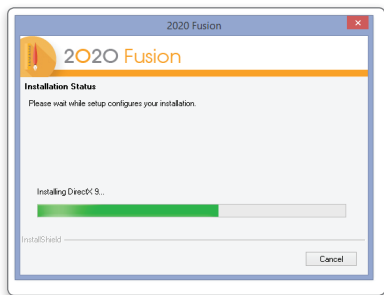 2020 Fusion
2020 Fusion
Installation Status
Please wait while setup configures your installation.
Installing DirectX 9...
InstallShield
Cancel